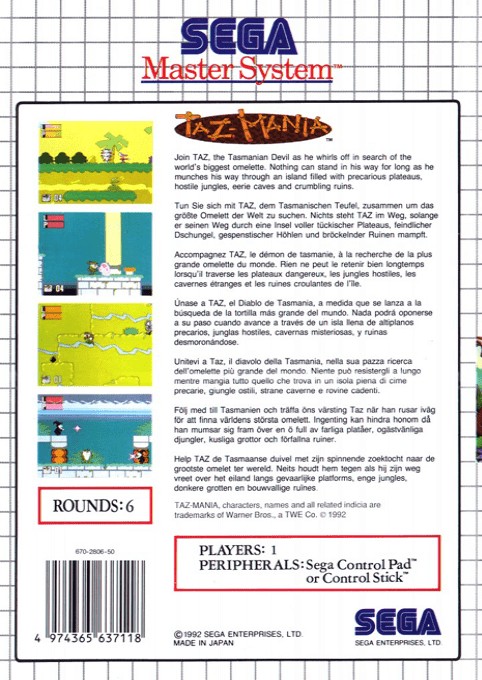 SEGA
Master System™
TAZ-MANIA™
Join TAZ, the Tasmanian Devil as he whirls off in search of the
world's biggest omelette. Nothing can stand in his way for long as he
munches his way through an island filled with precarious plateaus,
hostile jungles, eerie caves and crumbling ruins.
Tun Sie sich mit TAZ, dem Tasmanischen Teufel, zusammen um das
größte Omelett der Welt zu suchen. Nichts steht TAZ im Weg, solange
er seinen Weg durch eine Insel voller tückischer Plateaus, feindlicher
Dschungel, gespenstischer Höhlen und bröckelnder Ruinen mampft.
Accompagnez TAZ, le démon de tasmanie, à la recherche de la plus
grande omelette du monde. Rien ne peut le retenir bien longtemps
lorsqu'il traverse les plateaux dangereux, les jungles hostiles, les
cavernes étranges et les ruines croulantes de l'île.
Únase a TAZ, el Diablo de Tasmania, a medida que se lanza a la
búsqueda de la tortilla más grande del mundo. Nada podrá oponerse
a su paso cuando avance a través de un isla llena de altiplanos
precarios, junglas hostiles, cavernas misteriosas, y ruinas
desmoronándose.
Unitevi a Taz, il diavolo della Tasmania, nella sua pazza ricerca
dell'omelette più grande del mondo. Niente può resistergli a lungo
mentre mangia tutto quello che trova in un isola piena di cime
precarie, giungle ostili, strane caverne e rovine cadenti.
Följ med till Tasmanien och träffa öns värsting Taz när han rusar iväg
för att finna världens största omelett. Ingenting kan hindra honom då
han mumsar sig fram över en ö full av farliga platåer, ogästvänliga
djungler, kusliga grottor och förfallna ruiner.
Help TAZ de Tasmaanse duivel met zijn spinnende zoektocht naar de
grootste omelet ter wereld. Neits houdt hem tegen als hij zijn weg
vreet over het eiland langs gevaarlijke platforms, enge jungles,
donkere grotten en bouwvallige ruïnes.
TAZ-MANIA, characters, names and all related indicia are
trademarks of Warner Bros., a TWE Co. © 1992
04
04
ROUNDS: 6
670-2806-50
4 974365 637118
PLAYERS: 1
PERIPHERALS: Sega Control Pad™
or Control Stick™
©1992 SEGA ENTERPRISES, LTD.
MADE IN JAPAN
SEGA
SEGA ENTERPRISES, LTD.